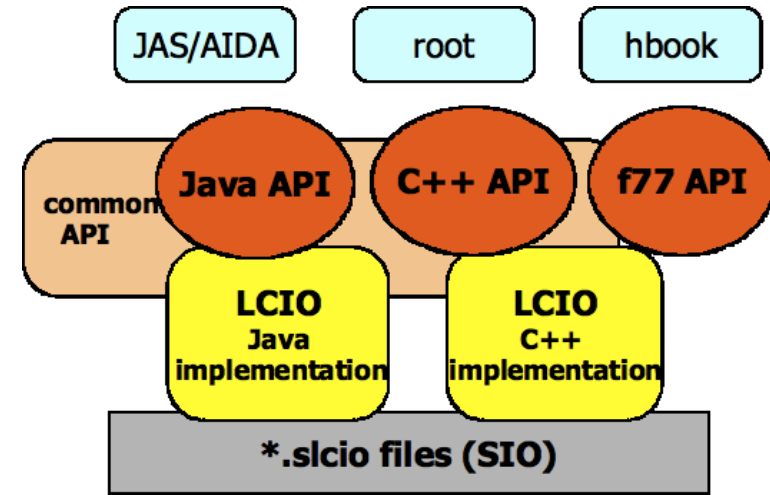 JAS/AIDA
root
hbook
Java API
C++ API
f77 API
common
API
LCIO
Java
implementation
LCIO
C++
implementation
*.slcio files (SIO)